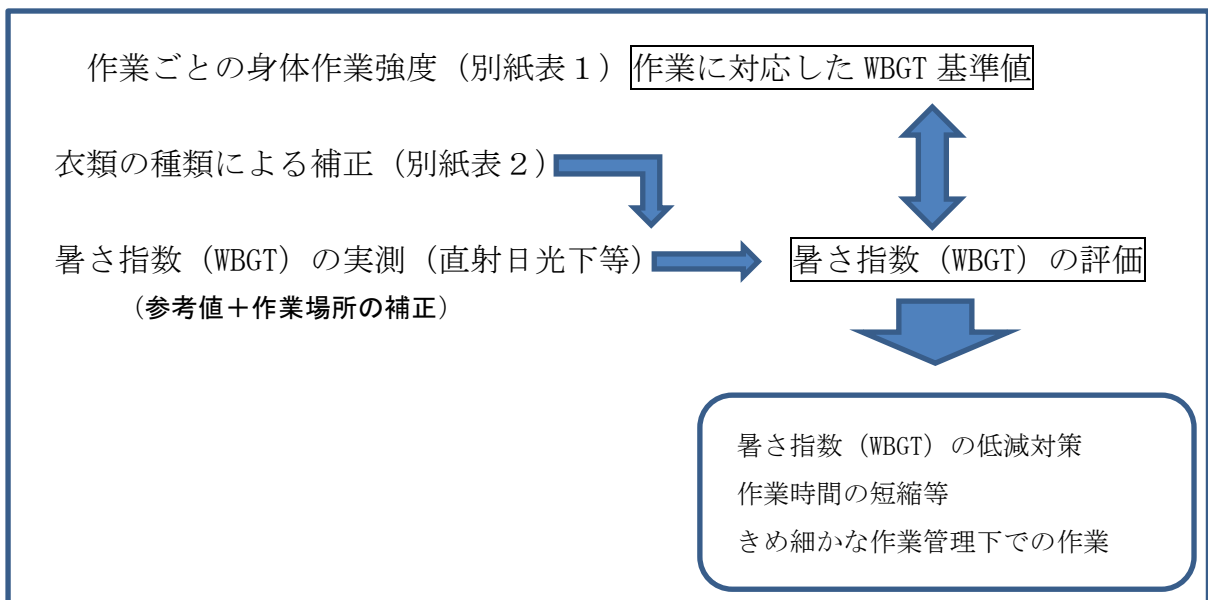 作業ごとの身体作業強度（別紙表１）作業に対応した WBGT 基準値
衣類の種類による補正（別紙表２）
暑さ指数（WBGT）の実測（直射日光下等）
暑さ指数（WBGT）の評価
（参考値＋作業場所の補正）
暑さ指数（WBGT）の低減対策
作業時間の短縮等
きめ細かな作業管理下での作業